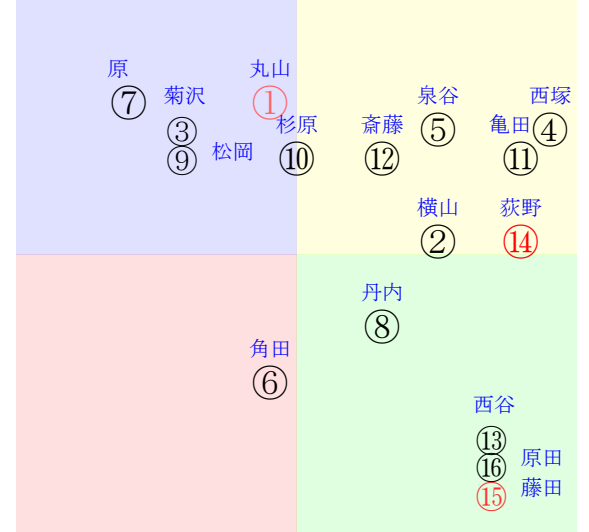 原
⑦
菊沢
③
⑨
松岡
丸山
①
杉原
⑩
斎藤
⑫
泉谷
⑤
亀田
⑪
西塚
④
横山
②
荻野
⑭
丹内
⑧
角田
⑥
西谷
⑬
⑯
原田
⑮
藤田